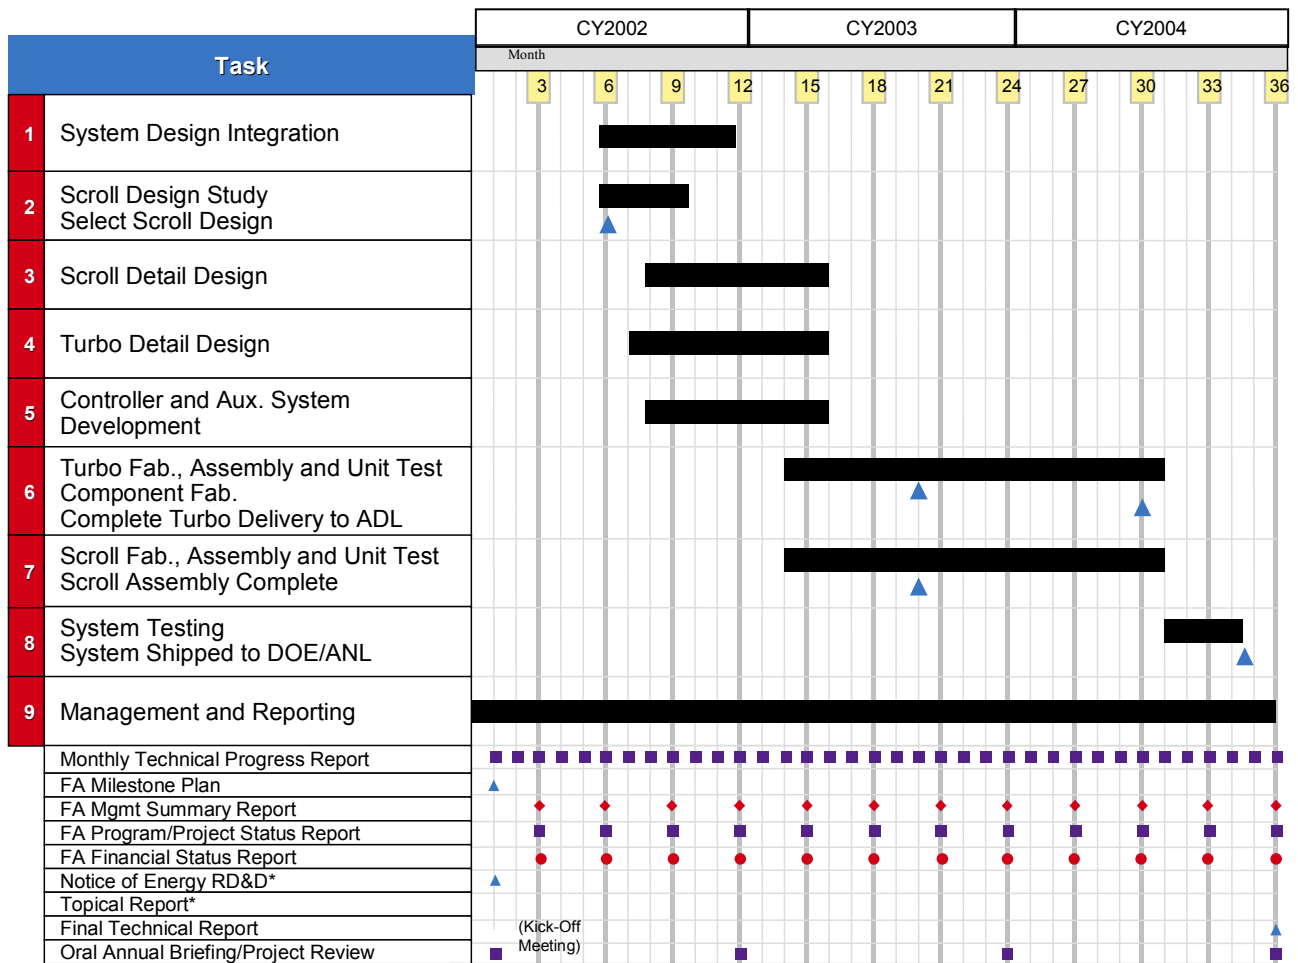 CY2002 CY2003 CY2004
Task
Month
3 6 9 12 15 18 21 24 27 30 33 36
1 System Design Integration
2 Scroll Design Study
Select Scroll Design
3 Scroll Detail Design
4 Turbo Detail Design
5 Controller and Aux. System
Development
6 Turbo Fab., Assembly and Unit Test
Component Fab.
Complete Turbo Delivery to ADL
7 Scroll Fab., Assembly and Unit Test
Scroll Assembly Complete
8 System Testing
System Shipped to DOE/ANL
9 Management and Reporting
Monthly Technical Progress Report
FA Milestone Plan
FA Mgmt Summary Report
FA Program/Project Status Report
FA Financial Status Report
Notice of Energy RD&D*
Topical Report*
Final Technical Report
(Kick-Off
Meeting)
Oral Annual Briefing/Project Review